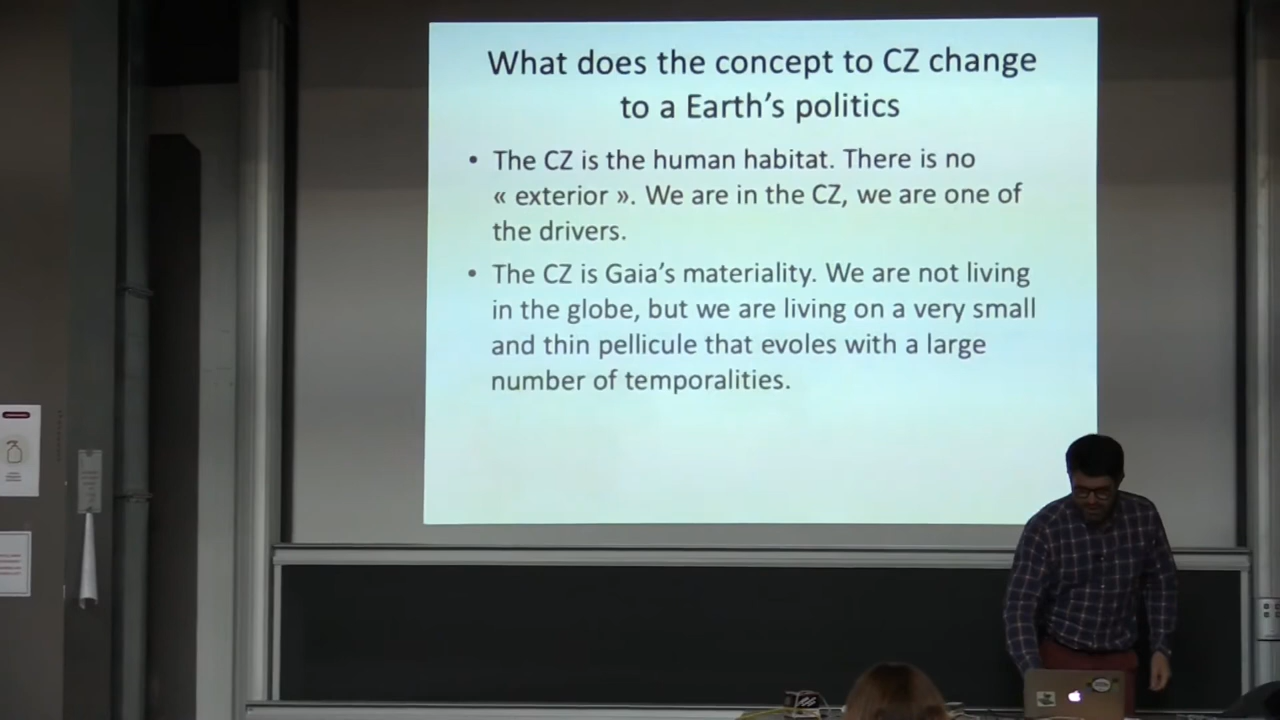 What does the concept to CZ change
to a Earth's politics
• The CZ is the human habitat. There is no
« exterior ». We are in the CZ, we are one of
the drivers.
• The CZ is Gaia's materiality. We are not living
in the globe, but we are living on a very small
and thin pellicule that evoles with a large
number of temporalities.